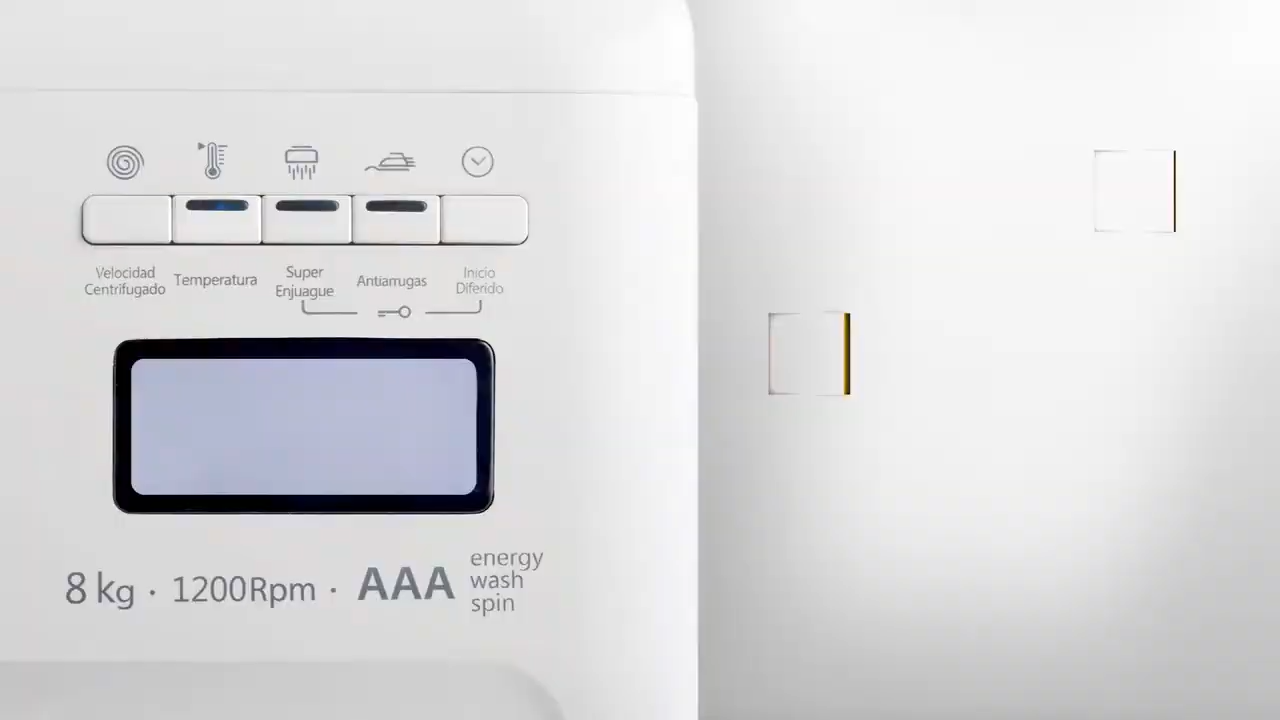 Velocidad
Centrifugado
Temperatura
Super
Enjuague
Antiarrugas
Inicio
Diferido
8 kg · 1200Rpm · AAA
energy
wash
spin